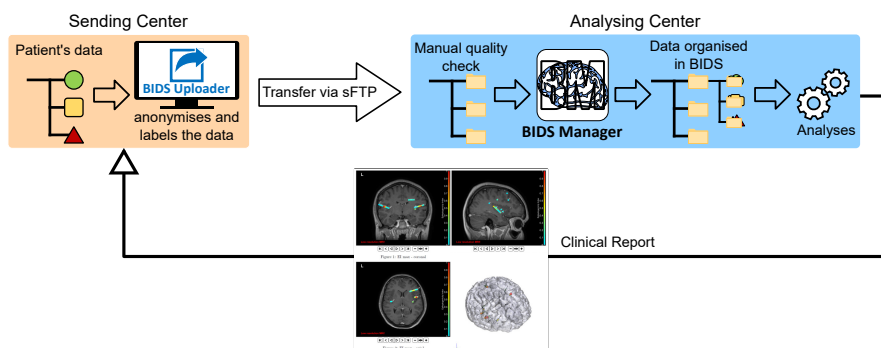 Sending Center
Analysing Center
Patient's data
BIDS Uploader
anonymises and
labels the data
Transfer via sFTP
Manual quality
check
BIDS Manager
Data organised
in BIDS
Analyses
L
L
Clinical Report